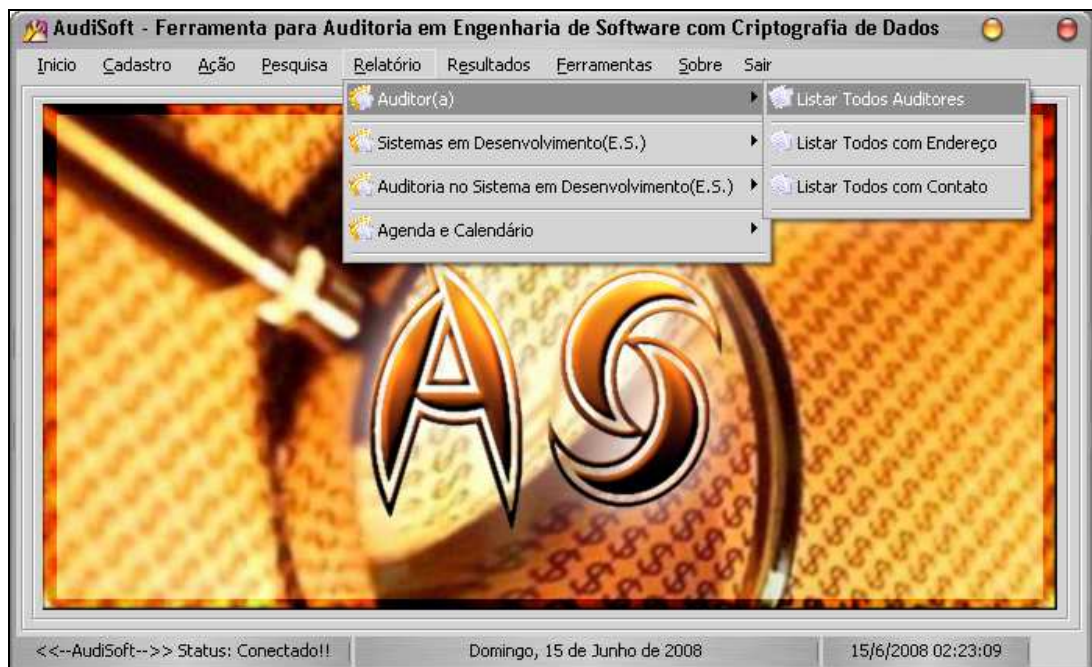 AudiSoft - Ferramenta para Auditoria em Engenharia de Software com Criptografia de Dados
Inicio Cadastro Ação Pesquisa Relatório Resultados Ferramentas Sobre Sair
Auditor(a)
Listar Todos Auditores
Sistemas em Desenvolvimento(E.S.)
Listar Todos com Endereço
Auditoria no Sistema em Desenvolvimento(E.S.)
Listar Todos com Contato
Agenda e Calendário
AS
<<--AudiSoft-->> Status: Conectado!! Domingo, 15 de Junho de 2008 15/6/2008 02:23:09